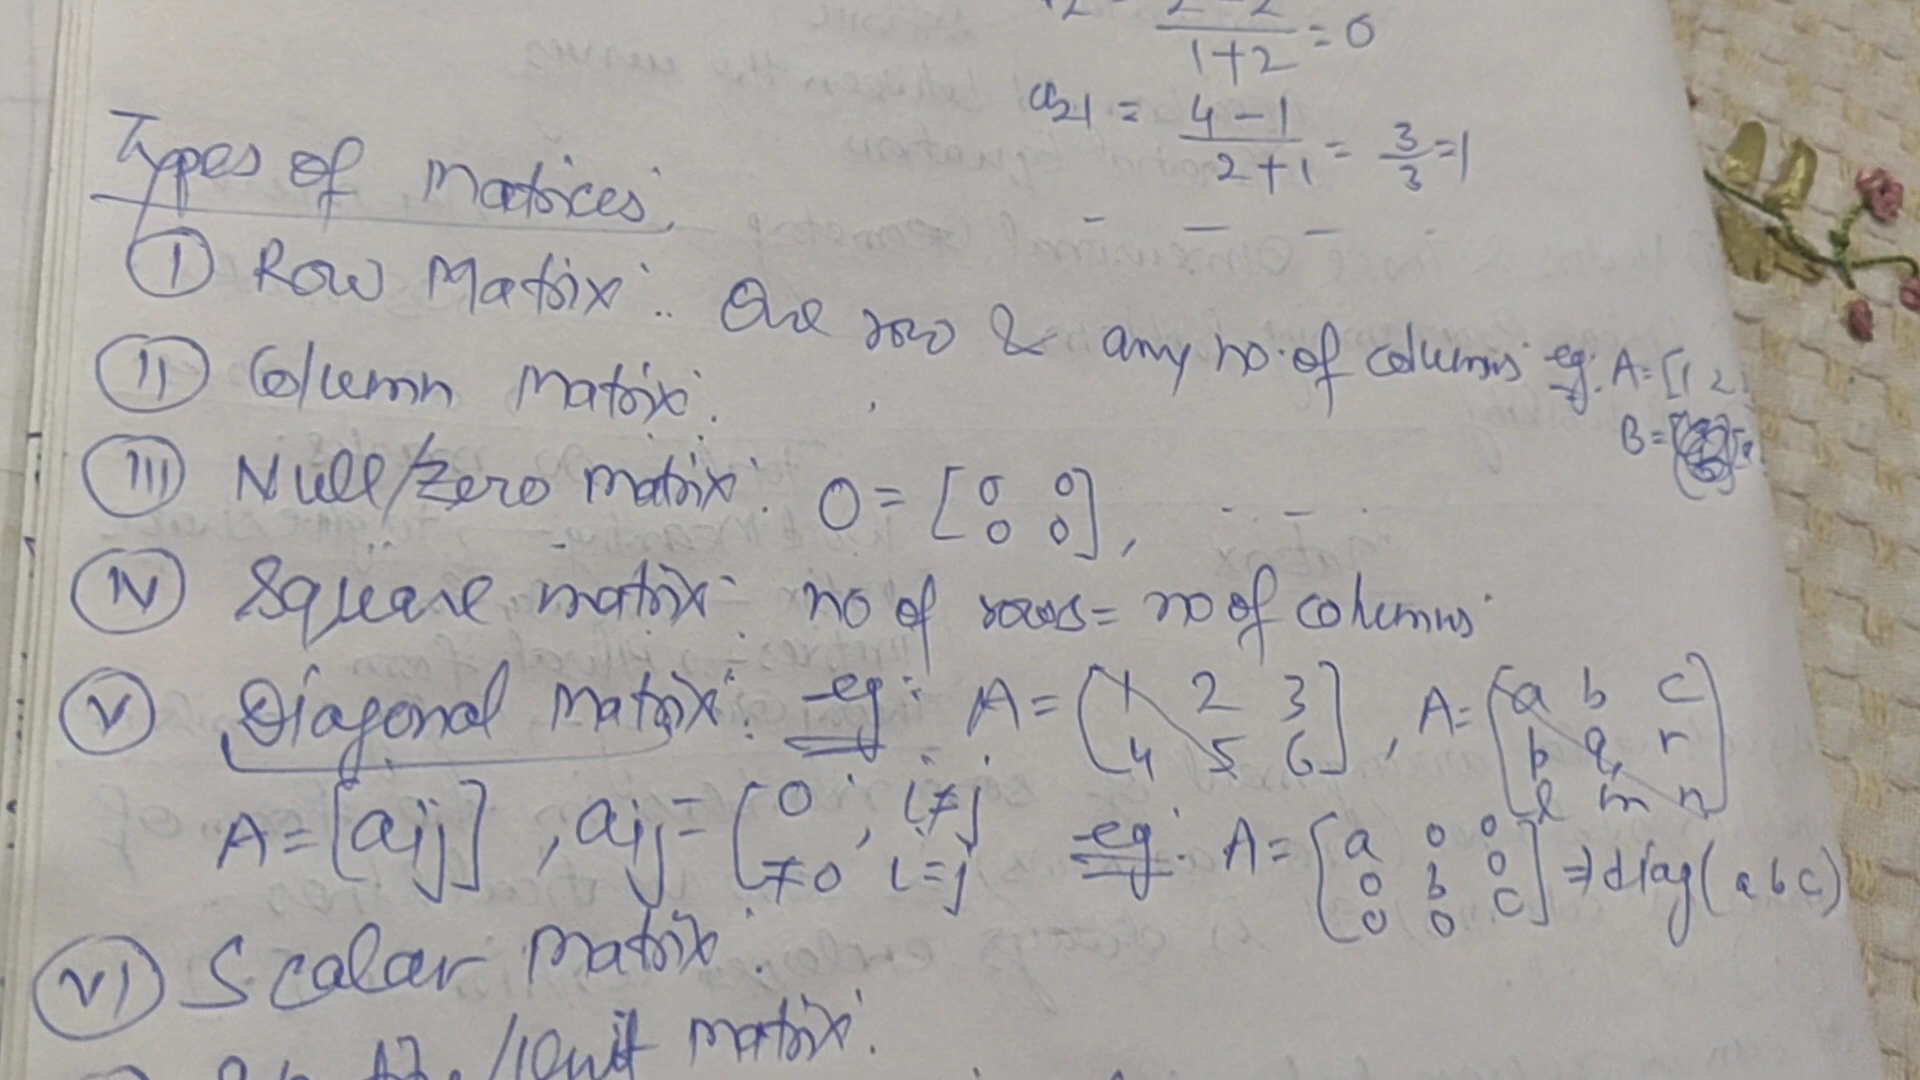 2-2/1+2 = 0
a21 = 4-1/2+1 = 3/3 = 1
Types of Matrices
(I) Row Matrix: One row & any no. of columns eg: A=[1 2
B=[
(II) Column Matrix:
(III) Null/Zero matrix: O = [0 0
0 0],
(IV) Square matrix: no of rows = no of columns
(V) Diagonal Matrix: eg: A = [1 2 3
4 5 6], A = [a b c
p q r
l m n]
A = [aij], aij = [0, i≠j
≠0 i=j eg: A = [a 0 0
0 b 0
0 0 c] ⇒ diag(a b c)
(VI) Scalar Matrix:
/Unit matrix: